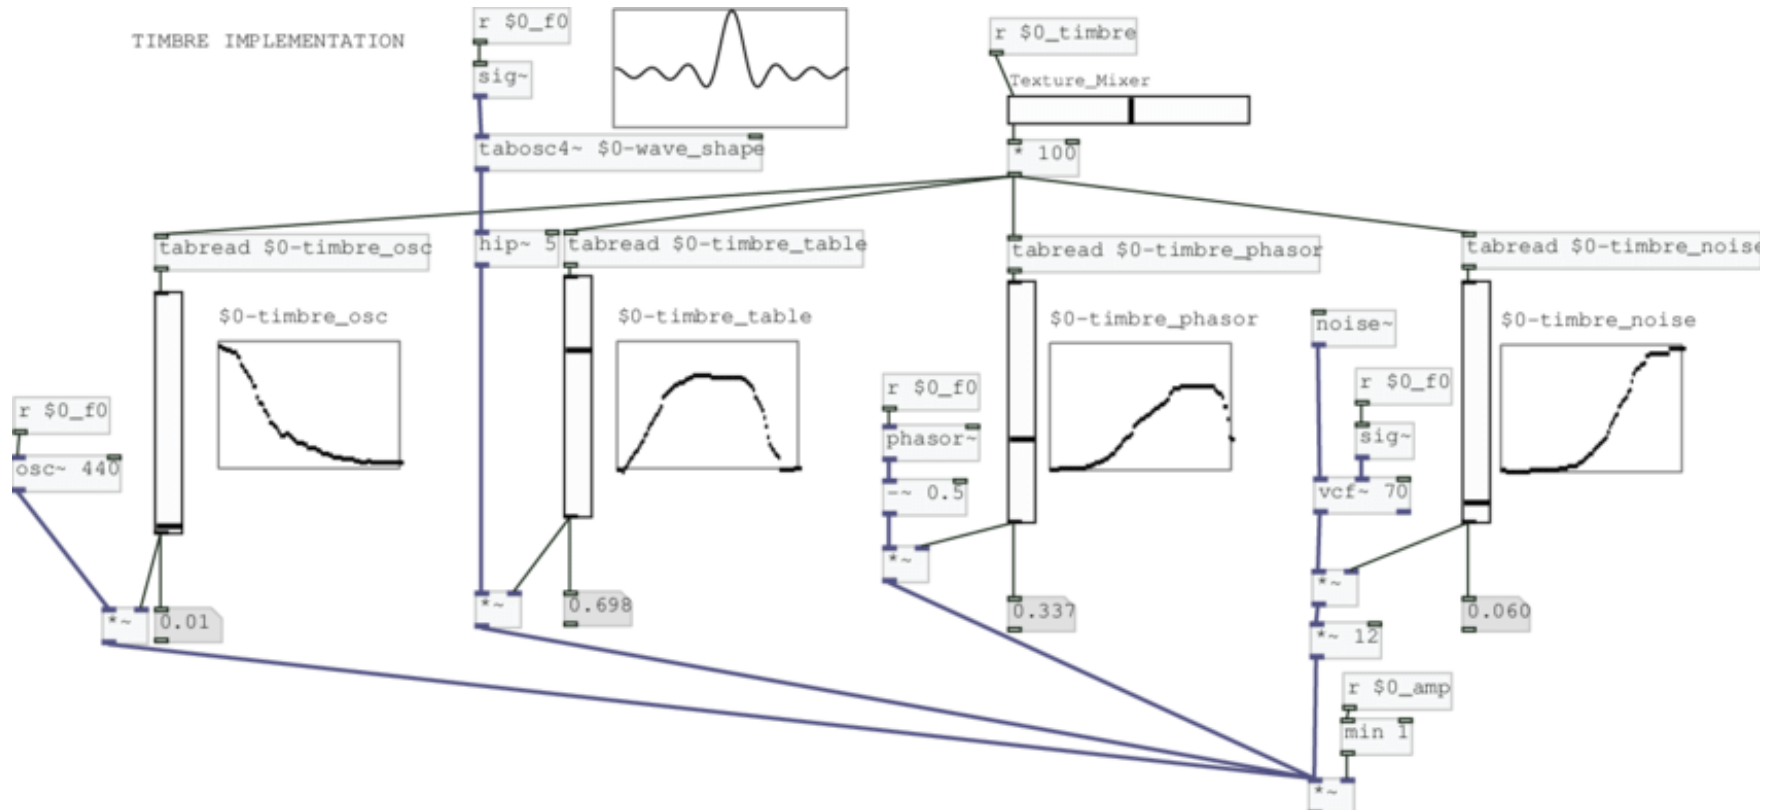 TIMBRE IMPLEMENTATION
r $0_f0
r $0_timbre
sig~
Texture_Mixer
tabosc4~ $0-wave_shape
* 100
tabread $0-timbre_osc
hip~ 5
tabread $0-timbre_table
tabread $0-timbre_phasor
tabread $0-timbre_noise
$0-timbre_osc
$0-timbre_table
$0-timbre_phasor
noise~
$0-timbre_noise
r $0_f0
r $0_f0
r $0_f0
phasor~
sig~
osc~ 440
-~ 0.5
vcf~ 70
*~
*~
*~
0.01
*~
0.698
0.337
0.060
*~ 12
r $0_amp
min 1
*~